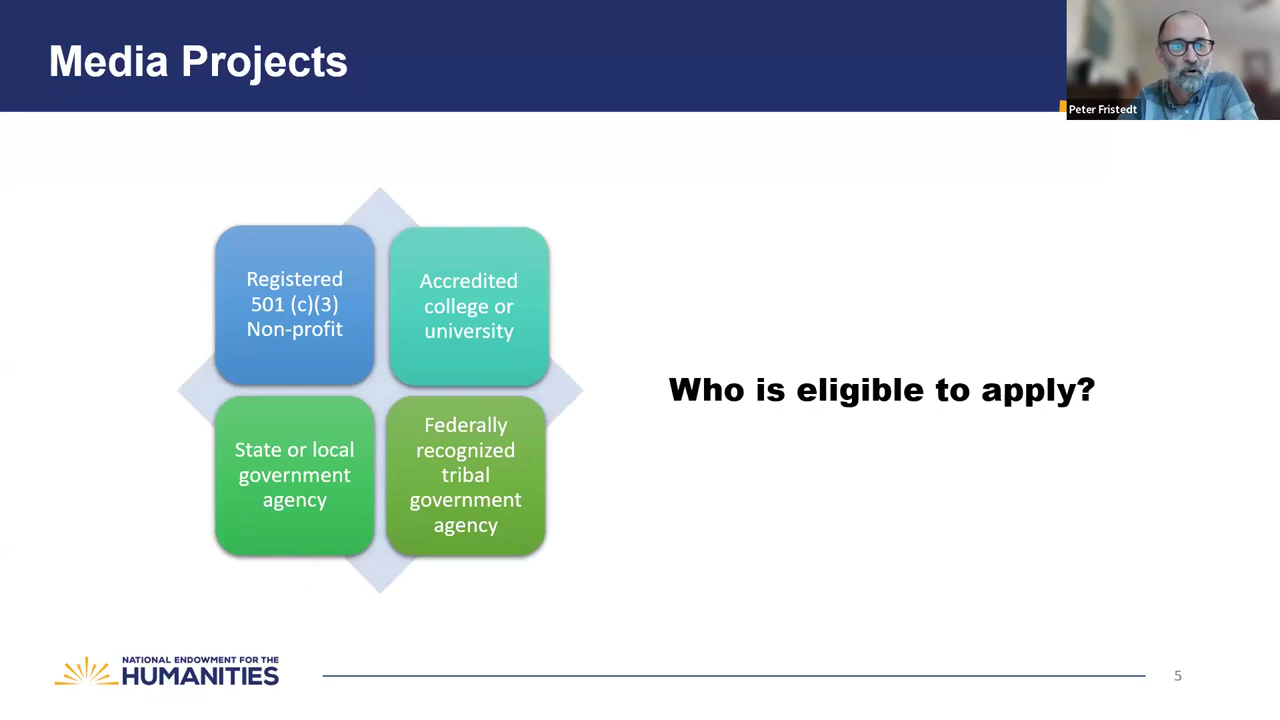 Media Projects
Peter Fristedt
Registered
501 (c)(3)
Non-profit
Accredited
college or
university
State or local
government
agency
Federally
recognized
tribal
government
agency
Who is eligible to apply?
NATIONAL ENDOWMENT FOR THE
HUMANITIES
5